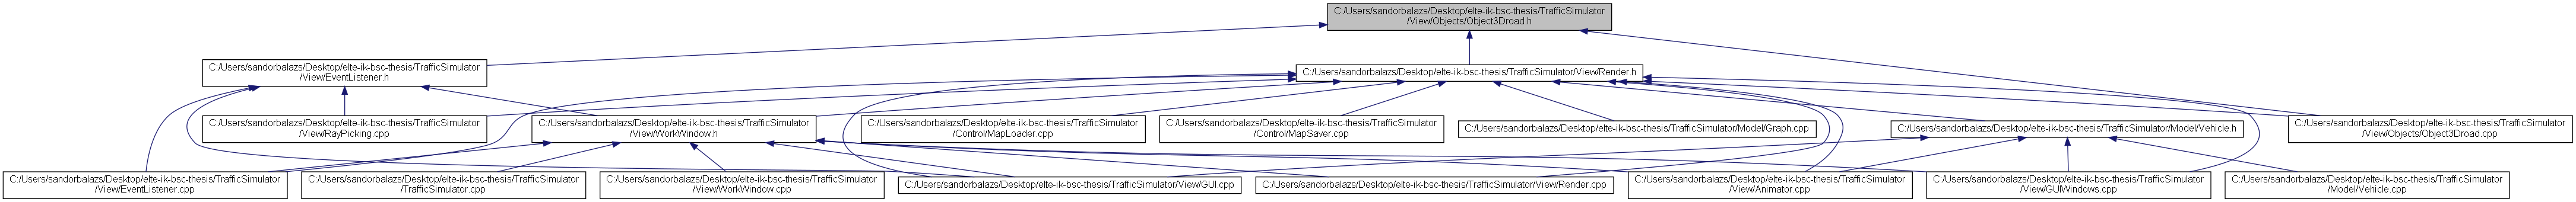 C:/Users/sandorbalazs/Desktop/elte-ik-bsc-thesis/TrafficSimulator
/View/Objects/Object3Droad.h
C:/Users/sandorbalazs/Desktop/elte-ik-bsc-thesis/TrafficSimulator
/View/EventListener.h
C:/Users/sandorbalazs/Desktop/elte-ik-bsc-thesis/TrafficSimulator/View/Render.h
C:/Users/sandorbalazs/Desktop/elte-ik-bsc-thesis/TrafficSimulator
/View/RayPicking.cpp
C:/Users/sandorbalazs/Desktop/elte-ik-bsc-thesis/TrafficSimulator
/View/WorkWindow.h
C:/Users/sandorbalazs/Desktop/elte-ik-bsc-thesis/TrafficSimulator
/Control/MapLoader.cpp
C:/Users/sandorbalazs/Desktop/elte-ik-bsc-thesis/TrafficSimulator
/Control/MapSaver.cpp
C:/Users/sandorbalazs/Desktop/elte-ik-bsc-thesis/TrafficSimulator/Model/Graph.cpp
C:/Users/sandorbalazs/Desktop/elte-ik-bsc-thesis/TrafficSimulator/Model/Vehicle.h
C:/Users/sandorbalazs/Desktop/elte-ik-bsc-thesis/TrafficSimulator
/View/Objects/Object3Droad.cpp
C:/Users/sandorbalazs/Desktop/elte-ik-bsc-thesis/TrafficSimulator
/View/EventListener.cpp
C:/Users/sandorbalazs/Desktop/elte-ik-bsc-thesis/TrafficSimulator
/TrafficSimulator.cpp
C:/Users/sandorbalazs/Desktop/elte-ik-bsc-thesis/TrafficSimulator
/View/WorkWindow.cpp
C:/Users/sandorbalazs/Desktop/elte-ik-bsc-thesis/TrafficSimulator/View/GUI.cpp
C:/Users/sandorbalazs/Desktop/elte-ik-bsc-thesis/TrafficSimulator/View/Render.cpp
C:/Users/sandorbalazs/Desktop/elte-ik-bsc-thesis/TrafficSimulator
/View/Animator.cpp
C:/Users/sandorbalazs/Desktop/elte-ik-bsc-thesis/TrafficSimulator
/View/GUIWindows.cpp
C:/Users/sandorbalazs/Desktop/elte-ik-bsc-thesis/TrafficSimulator
/Model/Vehicle.cpp